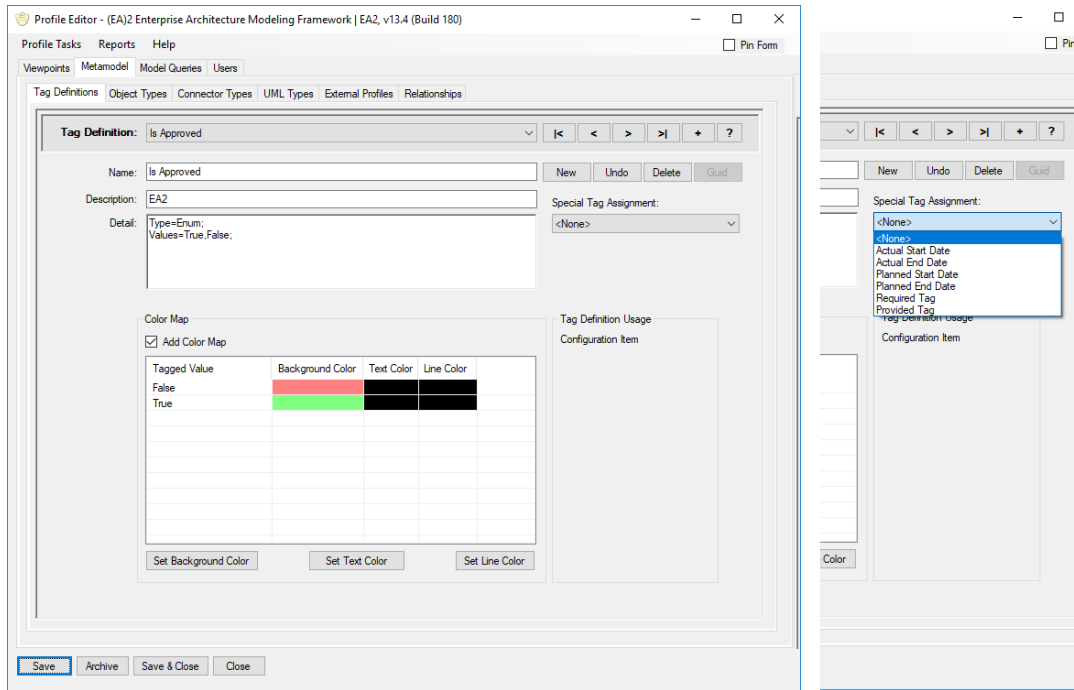 Profile Editor - (EA)2 Enterprise Architecture Modeling Framework | EA2, v13.4 (Build 180)
Profile Tasks Reports Help
Pin Form
Viewpoints Metamodel Model Queries Users
Tag Definitions Object Types Connector Types UML Types External Profiles Relationships
Tag Definition: Is Approved |< < > >| + ?
Name: Is Approved New Undo Delete Guid
Description: EA2 Special Tag Assignment:
Detail: Type=Enum; <None>
Values=True,False;
Color Map Tag Definition Usage
Add Color Map Configuration Item
Tagged Value Background Color Text Color Line Color
False
True
Set Background Color Set Text Color Set Line Color
Save Archive Save & Close Close
Pin
|< < > >| + ?
New Undo Delete Guid
Special Tag Assignment:
<None>
<None>
Actual Start Date
Actual End Date
Planned Start Date
Planned End Date
Required Tag
Provided Tag
Tag Definition Usage
Configuration Item
Color